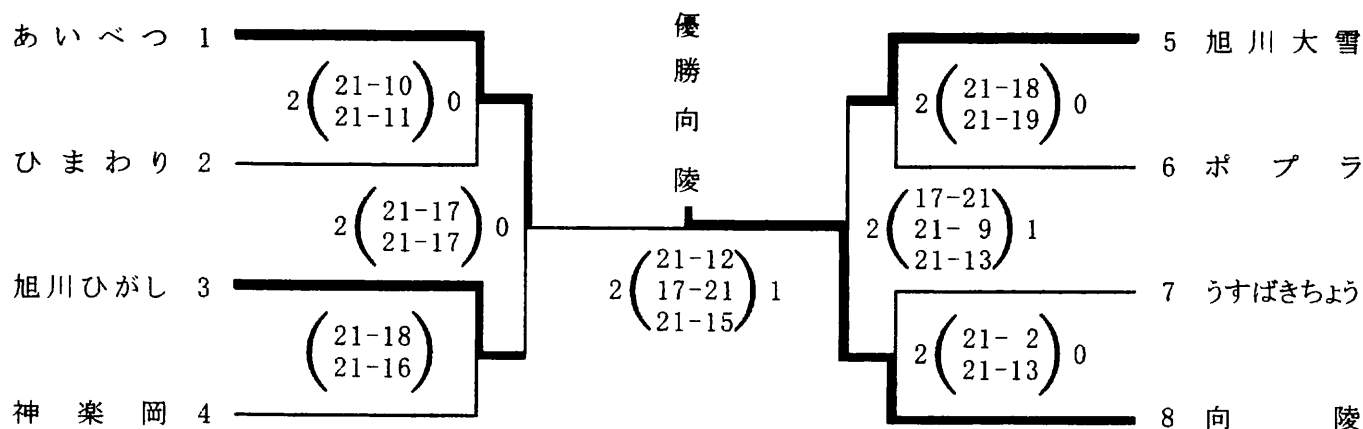 あいべつ 1
2(21-10 21-11)0
ひまわり 2
2(21-17 21-17)0
旭川ひがし 3
(21-18 21-16)
神楽岡 4
優勝向陵
2(21-12 17-21 21-15)1
5 旭川大雪
2(21-18 21-19)0
6 ポプラ
2(17-21 21- 9 21-13)1
7 うすばきちょう
2(21- 2 21-13)0
8 向陵